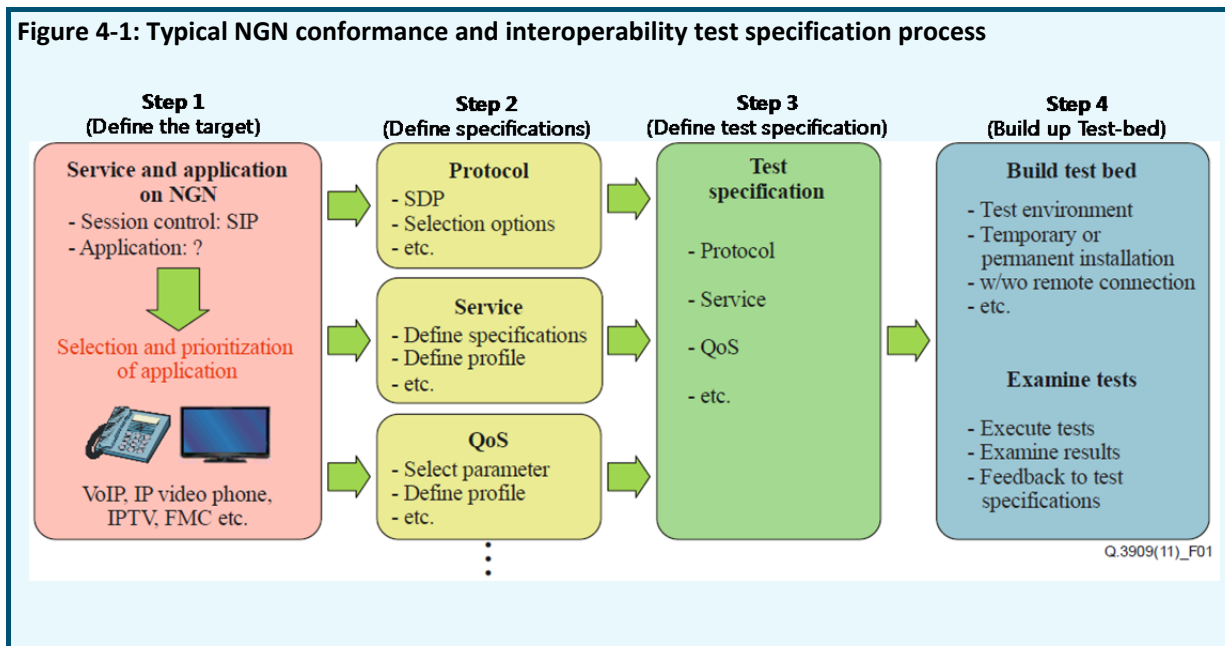 Figure 4-1: Typical NGN conformance and interoperability test specification process
Step 1
(Define the target)
Service and application
on NGN
- Session control: SIP
- Application: ?
Selection and prioritization
of application
VoIP, IP video phone,
IPTV, FMC etc.
Step 2
(Define specifications)
Protocol
- SDP
- Selection options
- etc.
Service
- Define specifications
- Define profile
- etc.
QoS
- Select parameter
- Define profile
- etc.
Step 3
(Define test specification)
Test
specification
- Protocol
- Service
- QoS
- etc.
Step 4
(Build up Test-bed)
Build test bed
- Test environment
- Temporary or
permanent installation
- w/wo remote connection
- etc.
Examine tests
- Execute tests
- Examine results
- Feedback to test
specifications
Q.3909(11)_F01